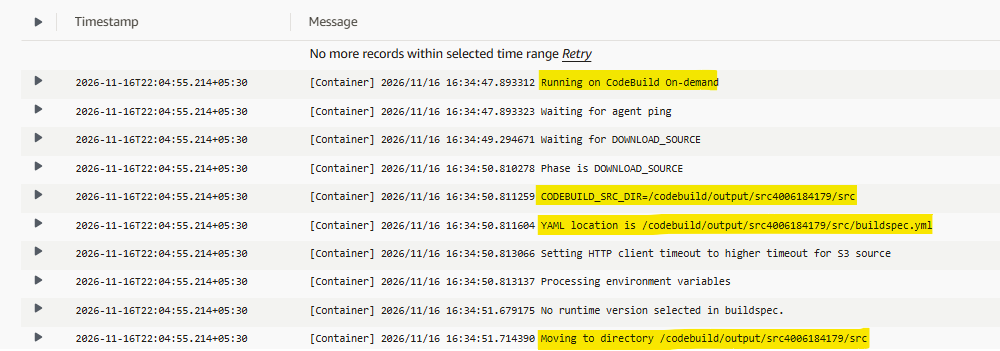 Timestamp Message
No more records within selected time range Retry
2026-11-16T22:04:55.214+05:30 [Container] 2026/11/16 16:34:47.893312 Running on CodeBuild On-demand
2026-11-16T22:04:55.214+05:30 [Container] 2026/11/16 16:34:47.893323 Waiting for agent ping
2026-11-16T22:04:55.214+05:30 [Container] 2026/11/16 16:34:49.294671 Waiting for DOWNLOAD_SOURCE
2026-11-16T22:04:55.214+05:30 [Container] 2026/11/16 16:34:50.810278 Phase is DOWNLOAD_SOURCE
2026-11-16T22:04:55.214+05:30 [Container] 2026/11/16 16:34:50.811259 CODEBUILD_SRC_DIR=/codebuild/output/src4006184179/src
2026-11-16T22:04:55.214+05:30 [Container] 2026/11/16 16:34:50.811604 YAML location is /codebuild/output/src4006184179/src/buildspec.yml
2026-11-16T22:04:55.214+05:30 [Container] 2026/11/16 16:34:50.813066 Setting HTTP client timeout to higher timeout for S3 source
2026-11-16T22:04:55.214+05:30 [Container] 2026/11/16 16:34:50.813137 Processing environment variables
2026-11-16T22:04:55.214+05:30 [Container] 2026/11/16 16:34:51.679175 No runtime version selected in buildspec.
2026-11-16T22:04:55.214+05:30 [Container] 2026/11/16 16:34:51.714390 Moving to directory /codebuild/output/src4006184179/src